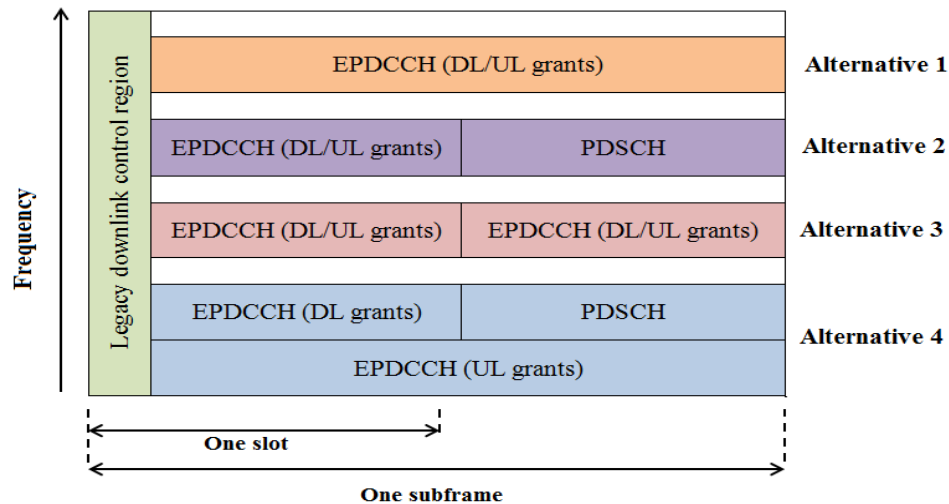 Frequency
Legacy downlink control region
EPDCCH (DL/UL grants)
Alternative 1
EPDCCH (DL/UL grants)
PDSCH
Alternative 2
EPDCCH (DL/UL grants)
EPDCCH (DL/UL grants)
Alternative 3
EPDCCH (DL grants)
PDSCH
Alternative 4
EPDCCH (UL grants)
One slot
One subframe